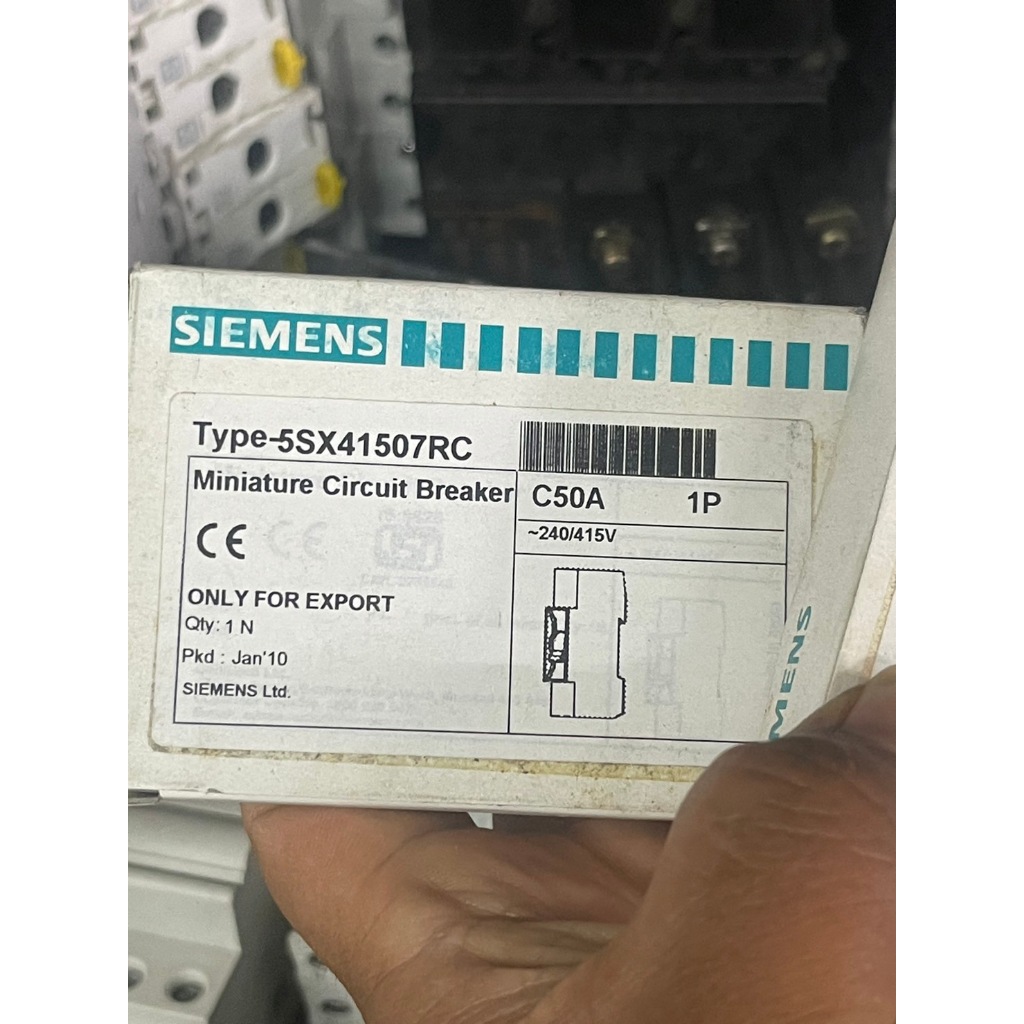 SIEMENS
Type-5SX41507RC
Miniature Circuit Breaker
C50A 1P
~240/415V
CE
ONLY FOR EXPORT
Qty: 1 N
Pkd : Jan'10
SIEMENS Ltd.
MENS